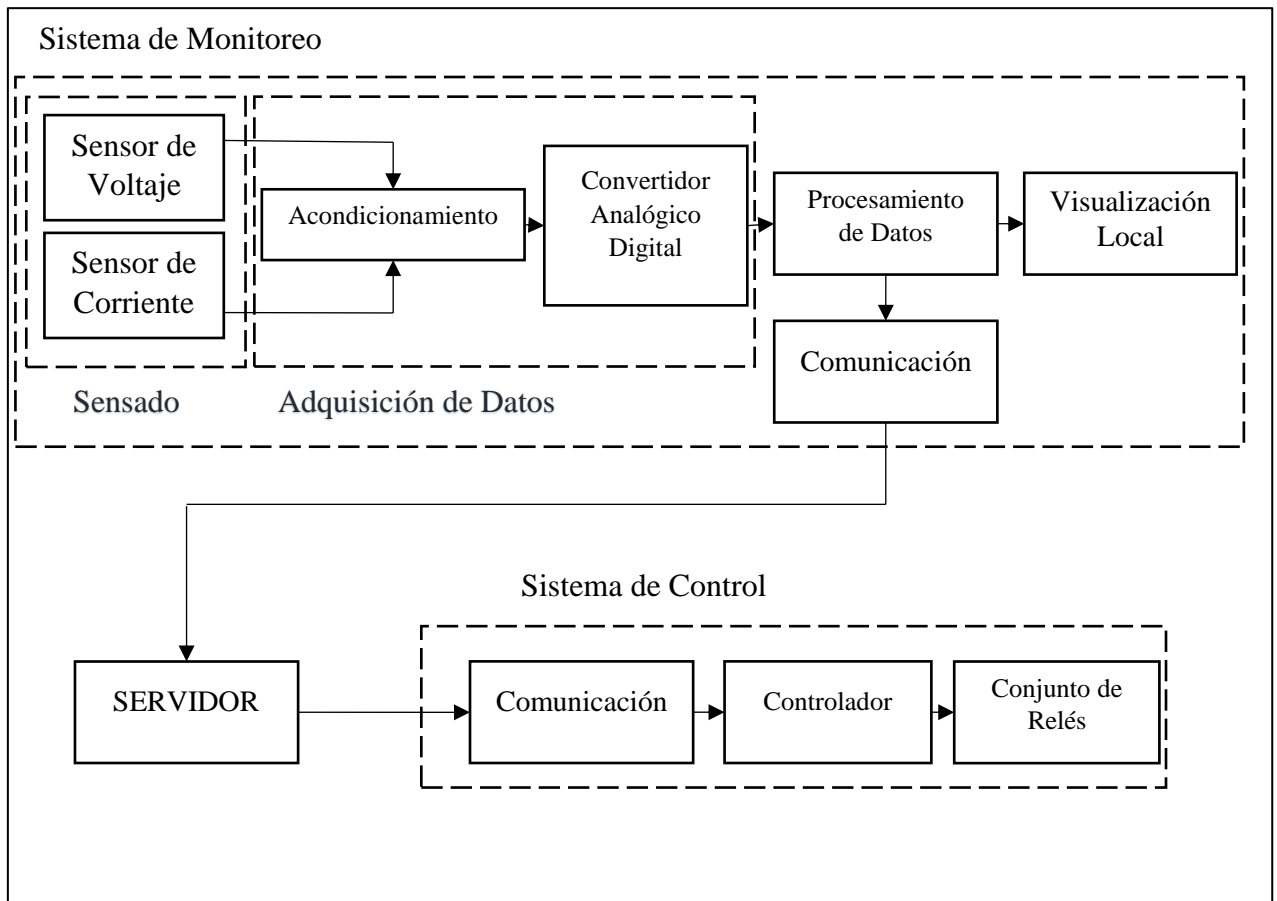 Sistema de Monitoreo
Sensor de
Voltaje
Sensor de
Corriente
Acondicionamiento
Convertidor
Analógico
Digital
Procesamiento
de Datos
Visualización
Local
Comunicación
Sensado
Adquisición de Datos
Sistema de Control
SERVIDOR
Comunicación
Controlador
Conjunto de
Relés